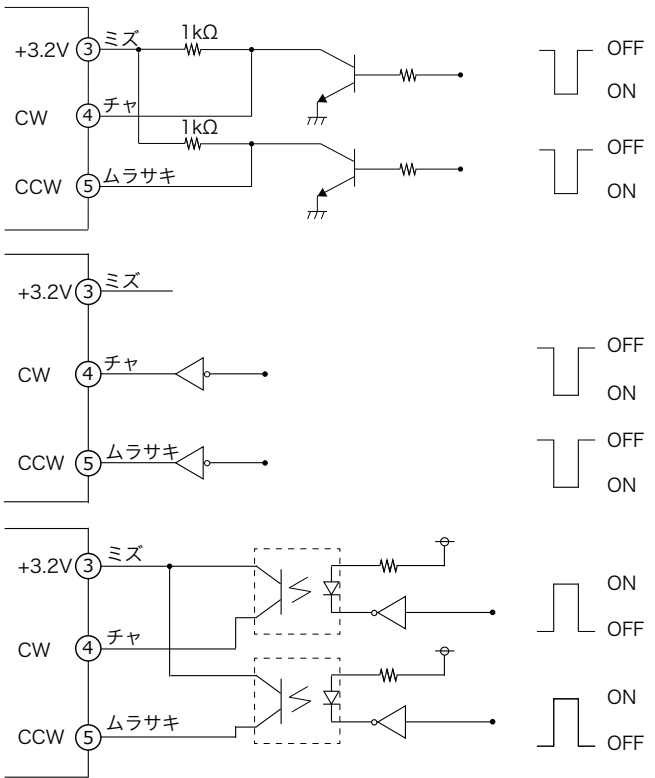 ミズ 1kΩ
+3.2V 3 OFF
ON
チャ
CW 4
1kΩ
OFF
ムラサキ
CCW 5 ON
ミズ
+3.2V 3
OFF
チャ
CW 4
ON
OFF
ムラサキ
CCW 5
ON
ミズ
+3.2V 3
ON
チャ
OFF
CW 4
ON
ムラサキ
CCW 5 OFF